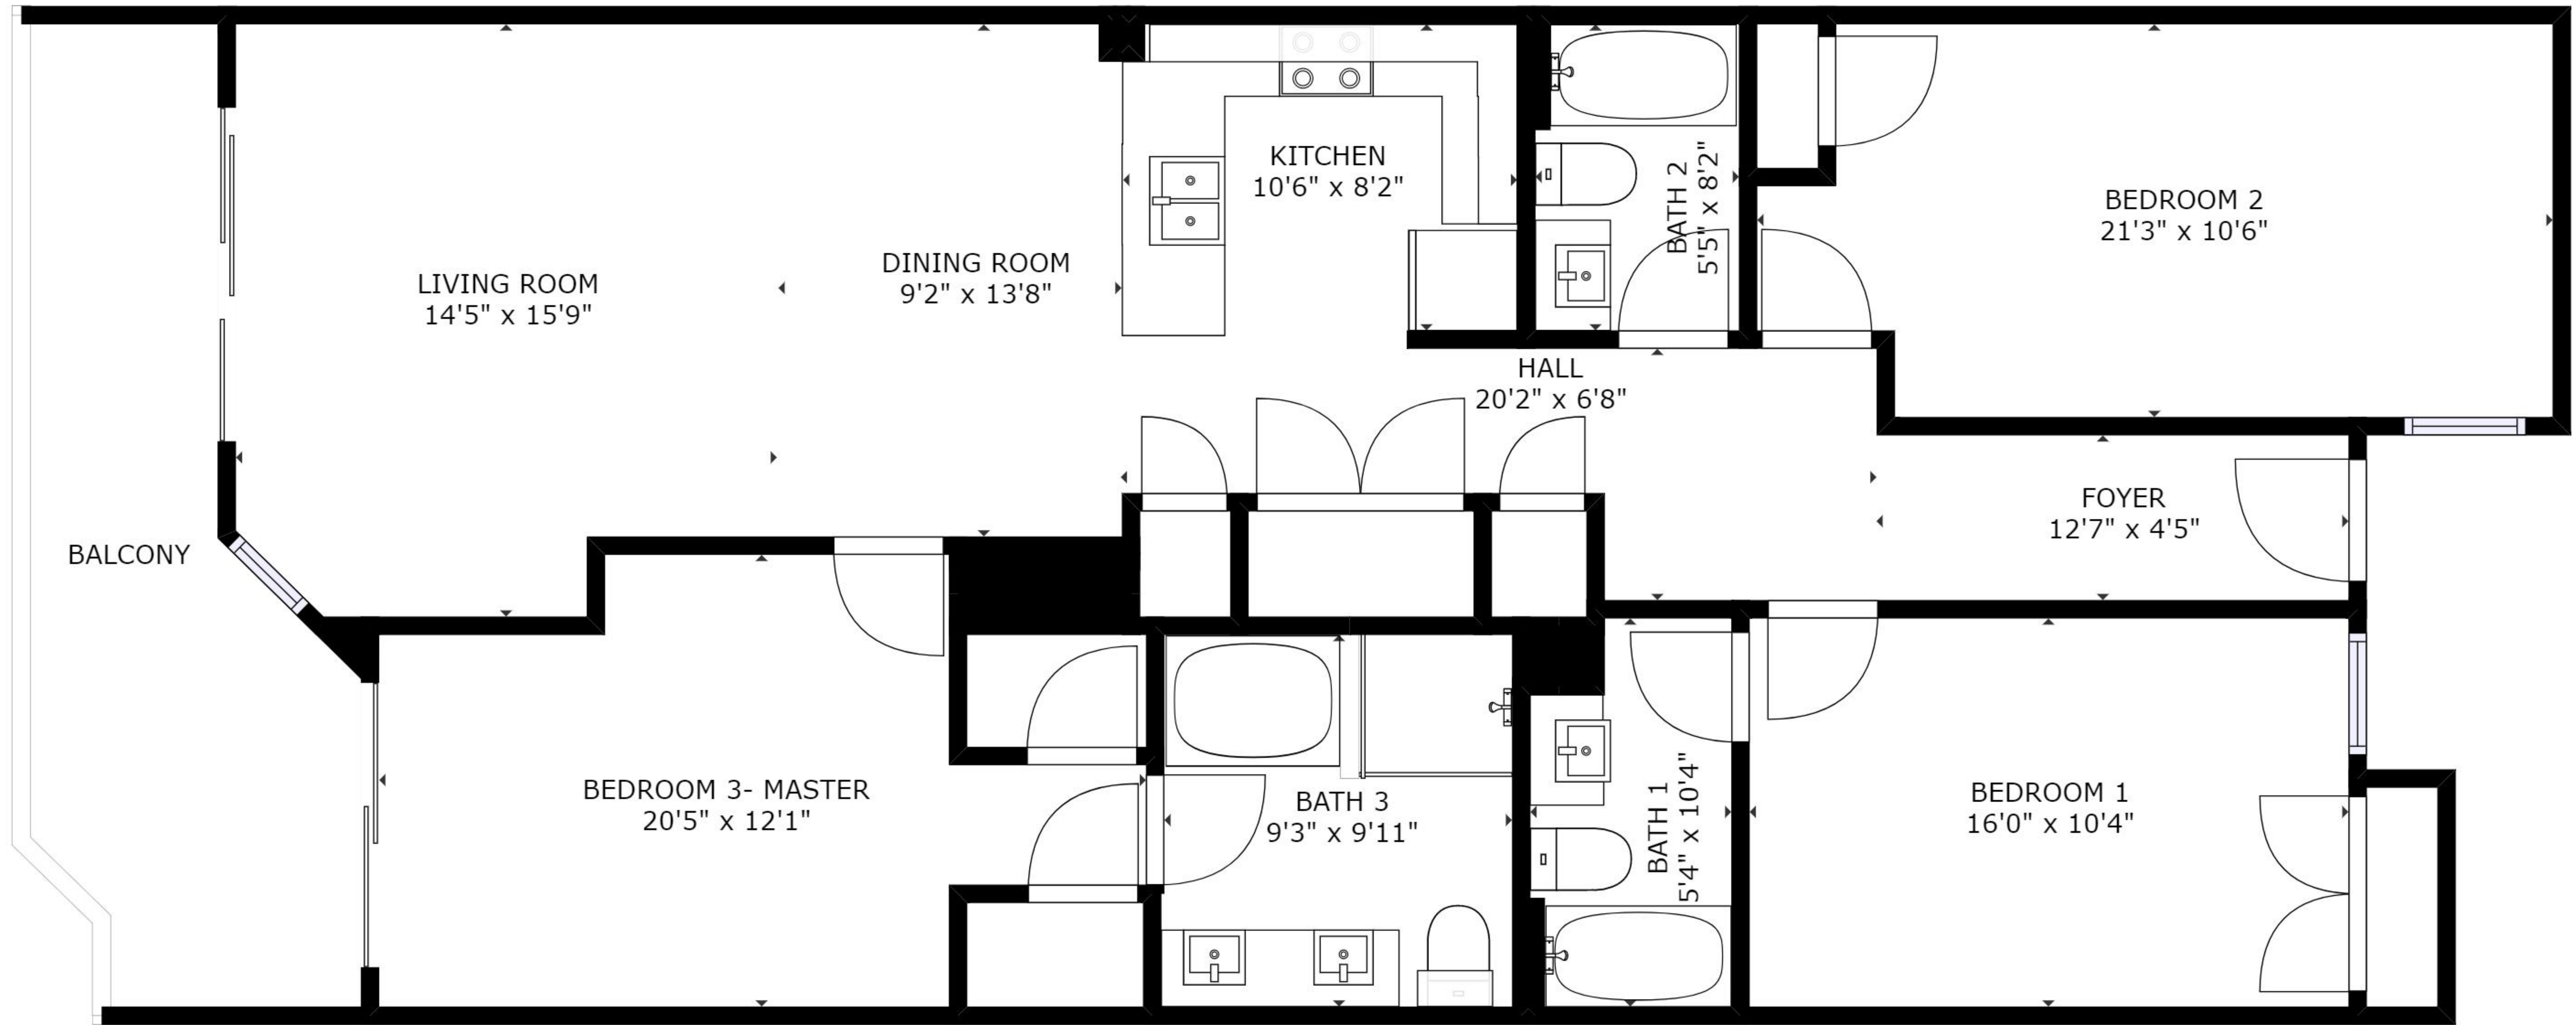 KITCHEN
10'6" x 8'2"
BATH 2
5'5" x 8'2"
BEDROOM 2
21'3" x 10'6"
LIVING ROOM
14'5" x 15'9"
DINING ROOM
9'2" x 13'8"
HALL
20'2" x 6'8"
FOYER
12'7" x 4'5"
BALCONY
BEDROOM 3- MASTER
20'5" x 12'1"
BATH 3
9'3" x 9'11"
BATH 1
5'4" x 10'4"
BEDROOM 1
16'0" x 10'4"